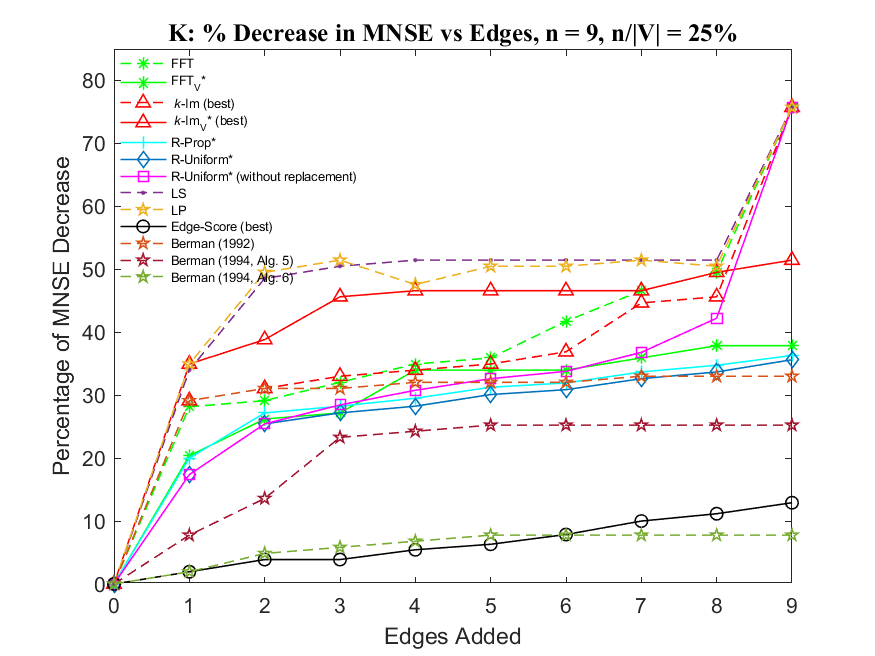 K: % Decrease in MNSE vs Edges, n = 9, n/|V| = 25%
Percentage of MNSE Decrease
80
70
60
50
40
30
20
10
0
FFT
FFT_V*
k-Im (best)
k-Im_V* (best)
R-Prop*
R-Uniform*
R-Uniform* (without replacement)
LS
LP
Edge-Score (best)
Berman (1992)
Berman (1994, Alg. 5)
Berman (1994, Alg. 6)
0 1 2 3 4 5 6 7 8 9
Edges Added